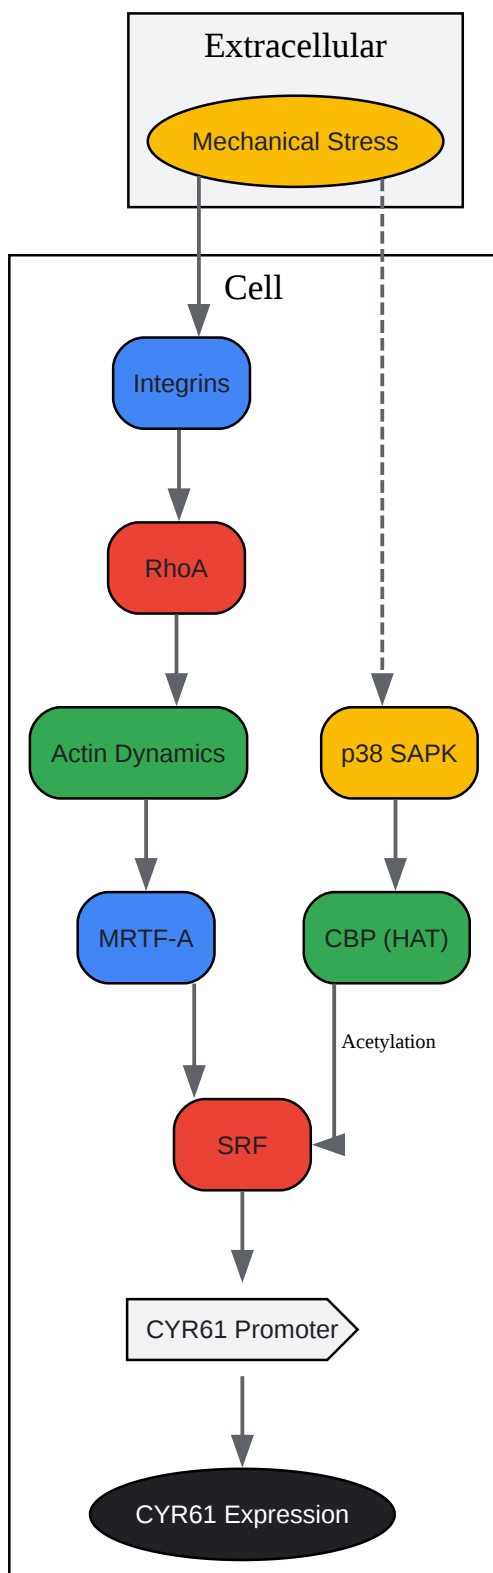 Extracellular
Mechanical Stress
Cell
Integrins
RhoA
Actin Dynamics
p38 SAPK
MRTF-A
CBP (HAT)
Acetylation
SRF
CYR61 Promoter
CYR61 Expression